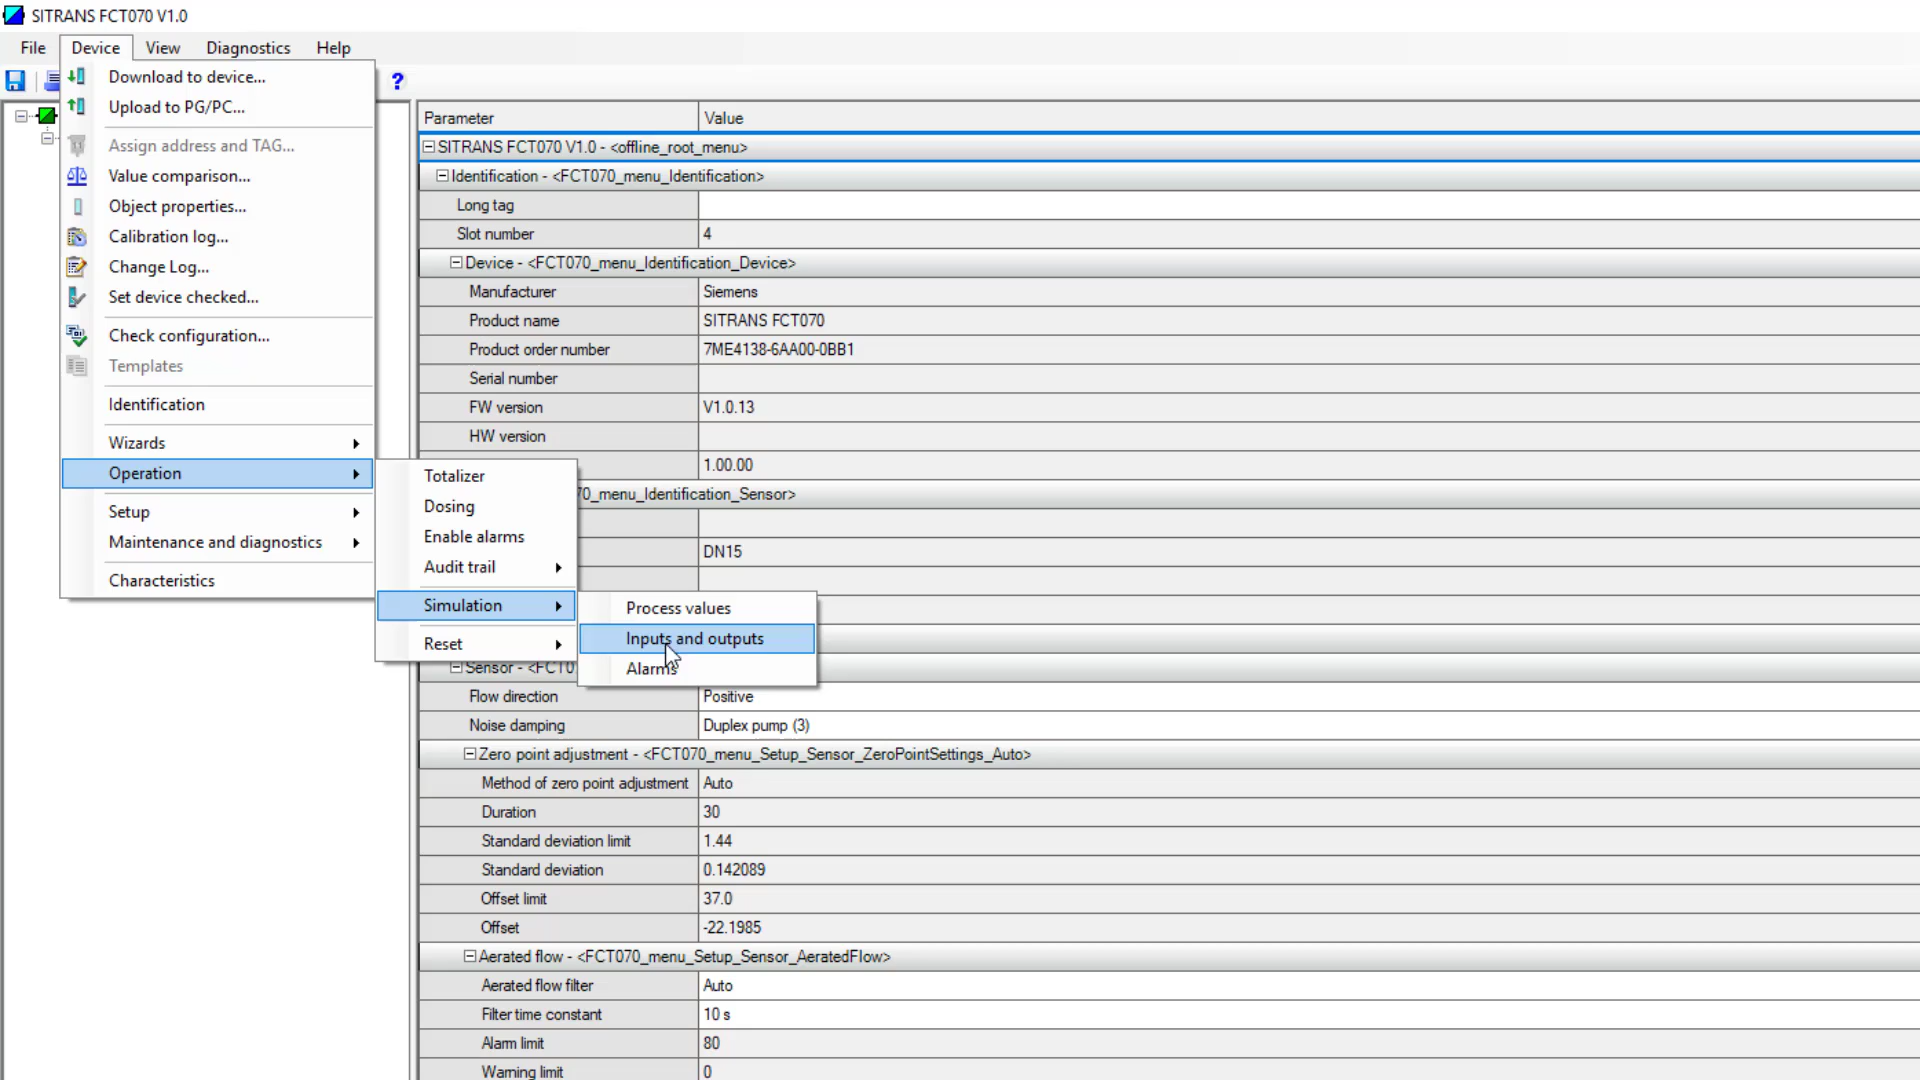 SITRANS FCT070 V1.0
File Device View Diagnostics Help
?
Download to device...
Upload to PG/PC...
Assign address and TAG...
Value comparison...
Object properties...
Calibration log...
Change Log...
Set device checked...
Check configuration...
Templates
Identification
Wizards
Operation
Setup
Maintenance and diagnostics
Characteristics
Totalizer
Dosing
Enable alarms
Audit trail
Simulation
Reset
Process values
Inputs and outputs
Alarms
Parameter Value
SITRANS FCT070 V1.0 - <offline_root_menu>
Identification - <FCT070_menu_Identification>
Long tag
Slot number 4
Device - <FCT070_menu_Identification_Device>
Manufacturer Siemens
Product name SITRANS FCT070
Product order number 7ME4138-6AA00-0BB1
Serial number
FW version V1.0.13
HW version
1.00.00
70_menu_Identification_Sensor>
DN15
Sensor - <FCT0
Flow direction Positive
Noise damping Duplex pump (3)
Zero point adjustment - <FCT070_menu_Setup_Sensor_ZeroPointSettings_Auto>
Method of zero point adjustment Auto
Duration 30
Standard deviation limit 1.44
Standard deviation 0.142089
Offset limit 37.0
Offset -22.1985
Aerated flow - <FCT070_menu_Setup_Sensor_AeratedFlow>
Aerated flow filter Auto
Filter time constant 10 s
Alarm limit 80
Warning limit 0